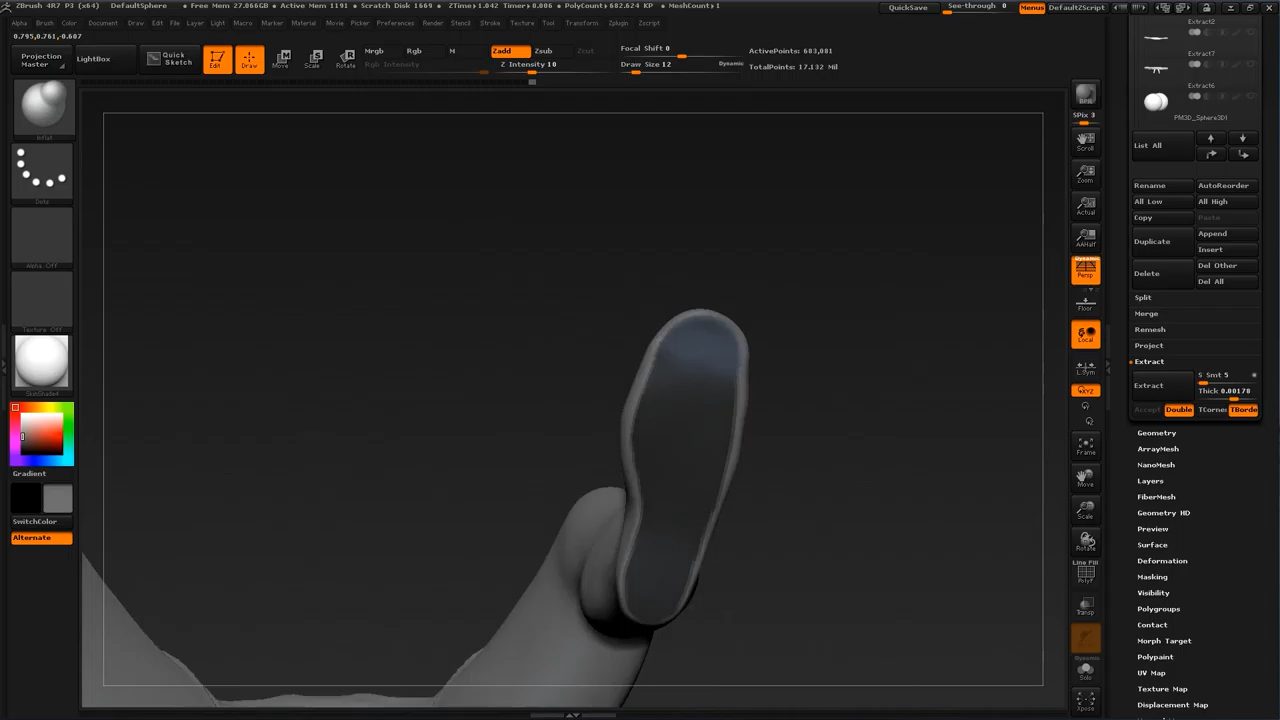 ZBrush 4R7 P3 (x64) DefaultSphere • Free Mem 27.066GB • Active Mem 1191 • Scratch Disk 1669 • ZTime▸1.042 Timer▸0.006 • PolyCount▸682.624 KP • MeshCount▸1 QuickSave See-through 0 Menus DefaultZScript
Alpha Brush Color Document Draw Edit File Layer Light Macro Marker Material Movie Picker Preferences Render Stencil Stroke Texture Tool Transform Zplugin Zscript
0.795,0.761,-0.607
Projection
Master
LightBox
Quick
Sketch
Edit
Draw
Move
Scale
Rotate
Mrgb Rgb M
Rgb Intensity
Zadd Zsub Zcut
Z Intensity 10
Focal Shift 0
Draw Size 12
Dynamic
ActivePoints: 683,081
TotalPoints: 17.132 Mil
Inflat
Dots
Alpha Off
Texture Off
SkinShade4
Gradient
SwitchColor
Alternate
BPR
SPix 3
Scroll
Zoom
Actual
AAHalf
Dynamic
Persp
Floor
Local
L.Sym
XYZ
Frame
Move
Scale
Rotate
Line Fill
PolyF
Transp
Dynamic
Solo
Xpose
Extract2
Extract7
Extract6
PM3D_Sphere3D1
List All
Rename AutoReorder
All Low All High
Copy Paste
Duplicate Append
Insert
Delete Del Other
Del All
Split
Merge
Remesh
Project
Extract
Extract S Smt 5
Thick 0.00178
Accept Double TCorne TBorde
Geometry
ArrayMesh
NanoMesh
Layers
FiberMesh
Geometry HD
Preview
Surface
Deformation
Masking
Visibility
Polygroups
Contact
Morph Target
Polypaint
UV Map
Texture Map
Displacement Map